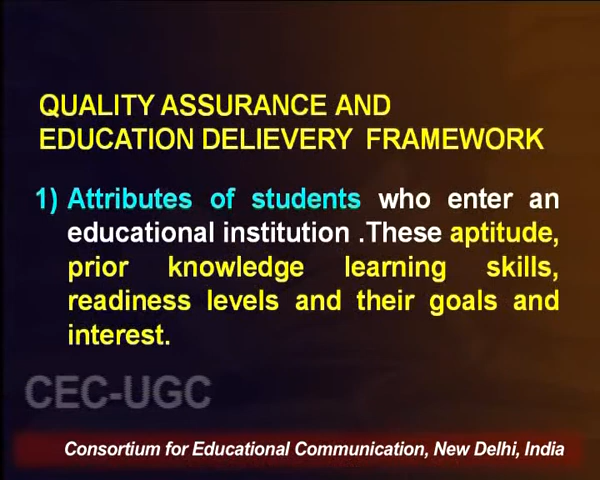 QUALITY ASSURANCE AND
EDUCATION DELIEVERY FRAMEWORK
1) Attributes of students who enter an
educational institution .These aptitude,
prior knowledge learning skills,
readiness levels and their goals and
interest.
CEC-UGC
Consortium for Educational Communication, New Delhi, India